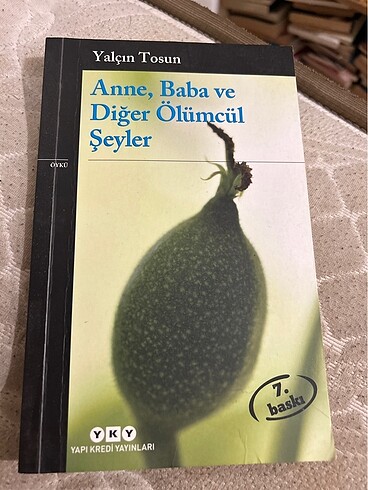 Yalçın Tosun
Anne, Baba ve
Diğer Ölümcül
Şeyler
ÖYKÜ
7.
baskı
YKY
YAPI KREDİ YAYINLARI